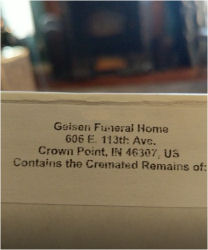 Geisen Funeral Home
606 E. 113th Ave.
Crown Point, IN 46307, US
Contains the Cremated Remains of: